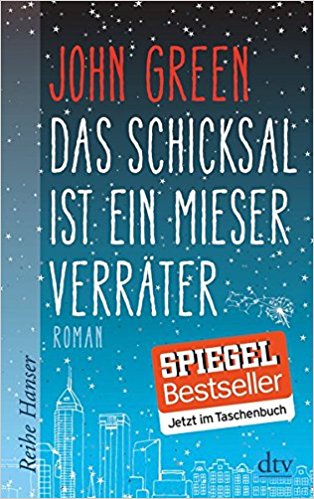 JOHN GREEN
DAS SCHICKSAL
IST EIN MIESER
VERRÄTER
ROMAN
SPIEGEL
Bestseller
Jetzt im Taschenbuch
Reihe Hanser
dtv